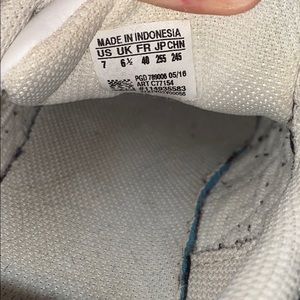 MADE IN INDONESIA
US UK FR JP CHN
7 6½ 40 255 245
PGD 789006 05/16
ART C77154